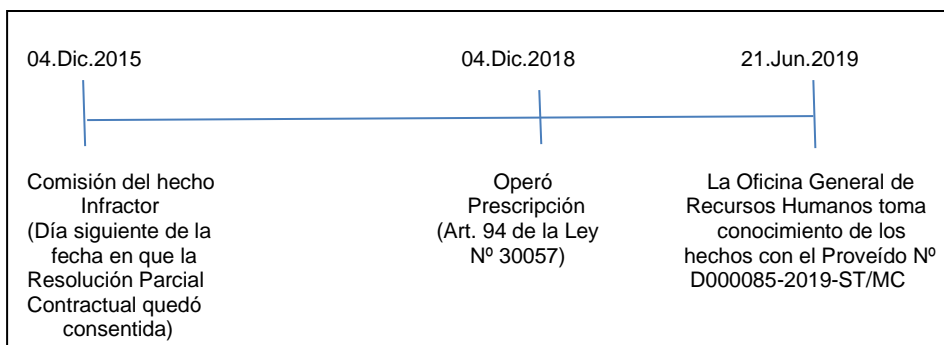 04.Dic.2015
04.Dic.2018
21.Jun.2019
Comisión del hecho
Infractor
(Día siguiente de la
fecha en que la
Resolución Parcial
Contractual quedó
consentida)
Operó
Prescripción
(Art. 94 de la Ley
Nº 30057)
La Oficina General de
Recursos Humanos toma
conocimiento de los
hechos con el Proveído Nº
D000085-2019-ST/MC